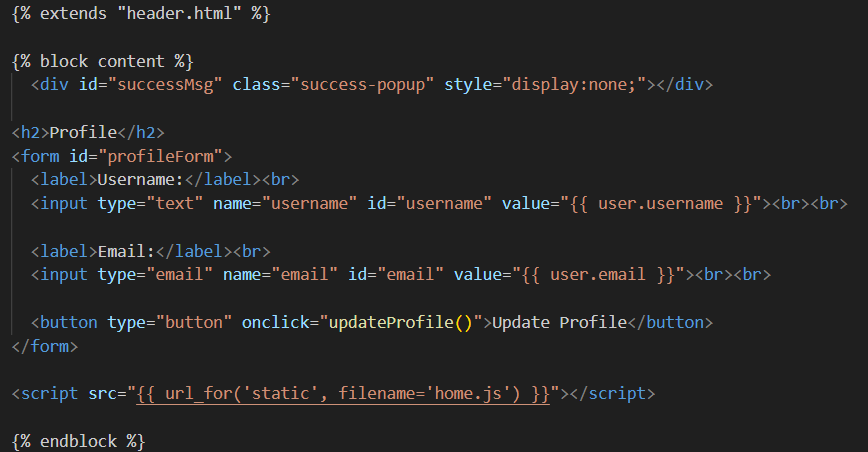 {% extends "header.html" %}
{% block content %}
<div id="successMsg" class="success-popup" style="display:none;"></div>
<h2>Profile</h2>
<form id="profileForm">
<label>Username:</label><br>
<input type="text" name="username" id="username" value="{{ user.username }}"><br><br>
<label>Email:</label><br>
<input type="email" name="email" id="email" value="{{ user.email }}"><br><br>
<button type="button" onclick="updateProfile()">Update Profile</button>
</form>
<script src="{{ url_for('static', filename='home.js') }}"></script>
{% endblock %}